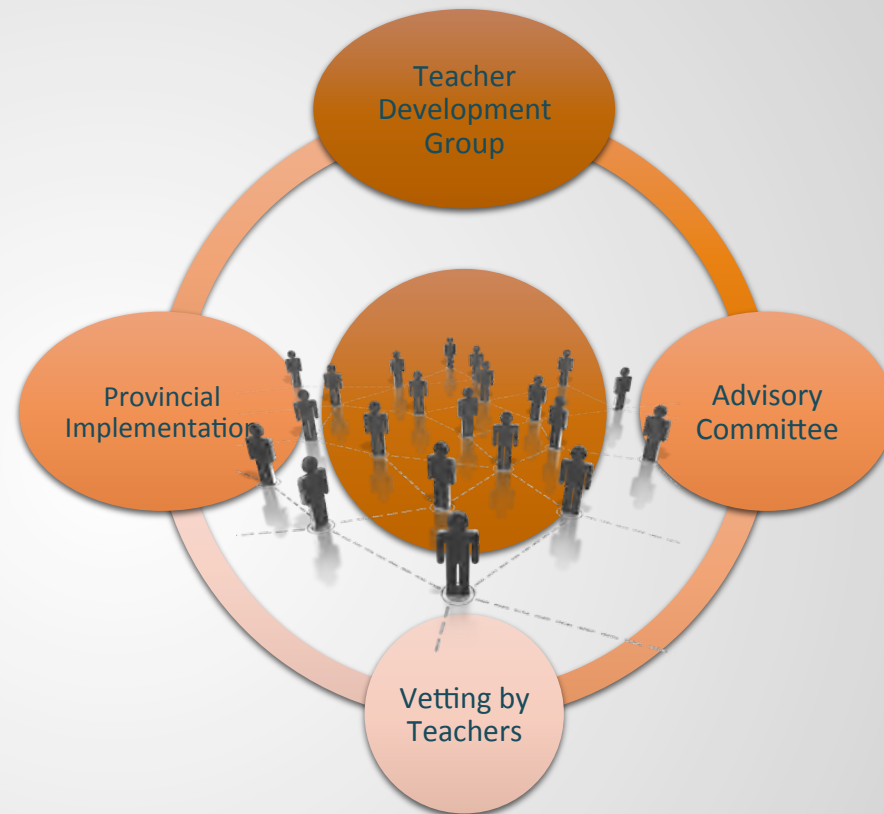 Teacher
Development
Group
Provincial
Implementation
Advisory
Committee
Vetting by
Teachers